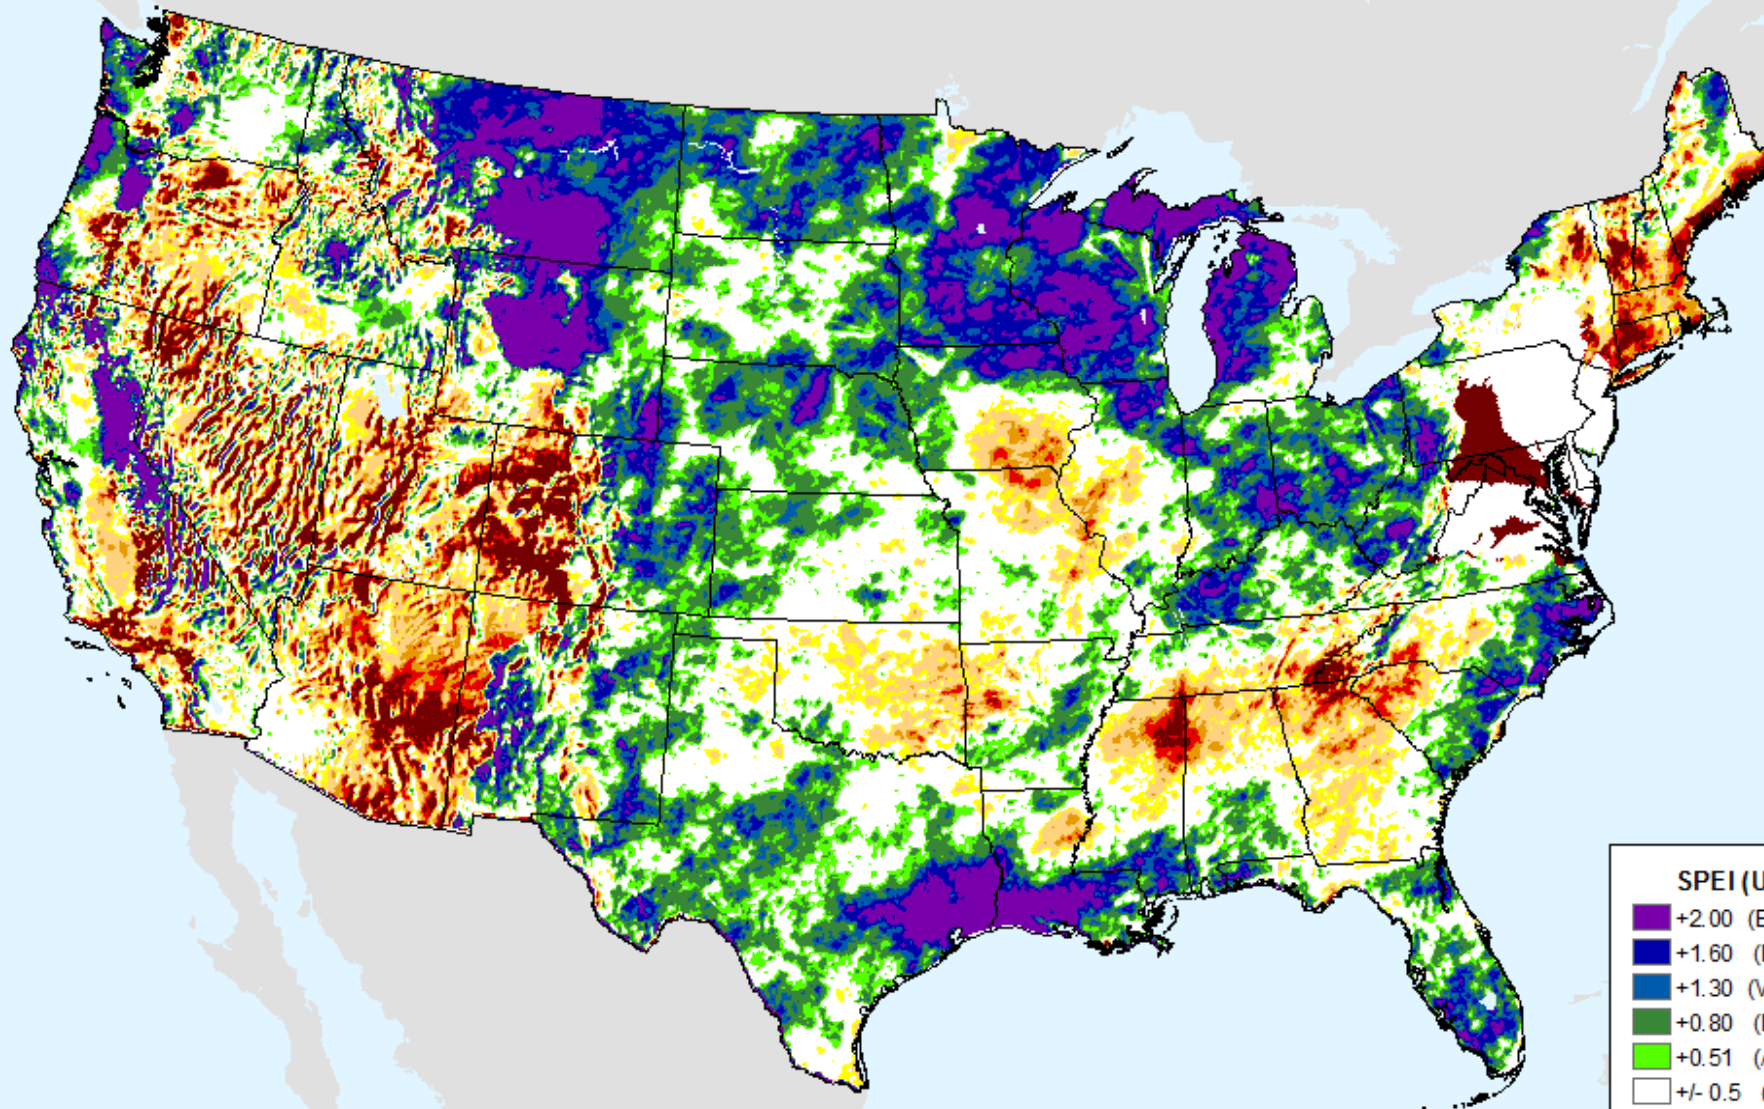 SPEI (U
+2.00 (E
+1.60 (
+1.30 (V
+0.80 (
+0.51 (
+/- 0.5 (